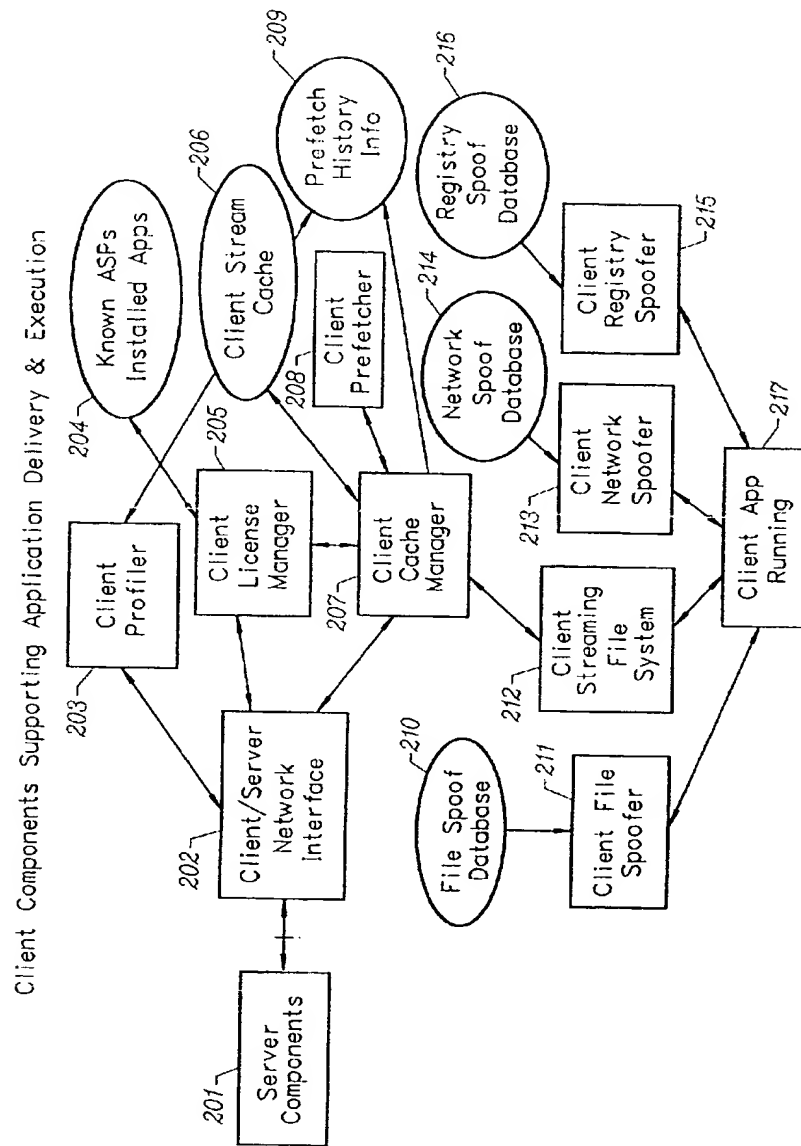 Client Components Supporting Application Delivery & Execution
201
Server
Components
202
Client/Server
Network
Interface
203
Client
Profiler
204
Known ASPs
Installed Apps
205
Client
License
Manager
206
Client Stream
Cache
207
Client
Cache
Manager
208
Client
Prefetcher
209
Prefetch
History
Info
210
File Spoof
Database
211
Client File
Spoofer
212
Client
Streaming
File
System
213
Client
Network
Spoofer
214
Network
Spoof
Database
215
Client
Registry
Spoofer
216
Registry
Spoof
Database
217
Client App
Running